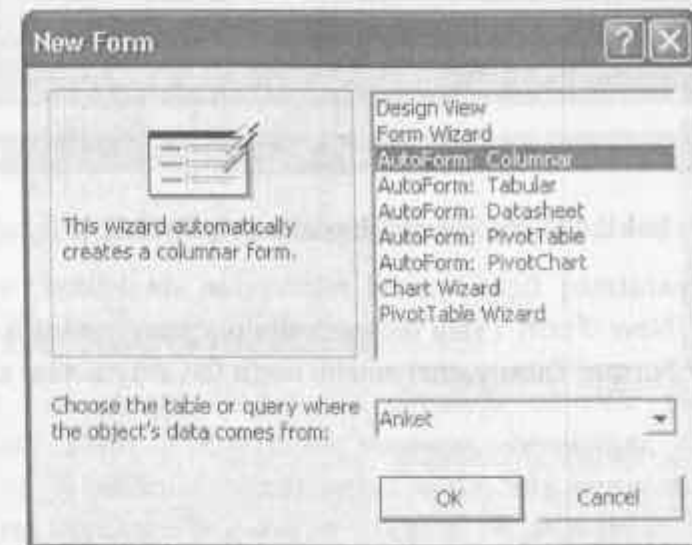 New Form
Design View
Form Wizard
AutoForm: Columnar
AutoForm: Tabular
AutoForm: Datasheet
AutoForm: PivotTable
AutoForm: PivotChart
Chart Wizard
PivotTable Wizard
This wizard automatically
creates a columnar form.
Choose the table or query where
the object's data comes from:
Anket
OK
Cancel